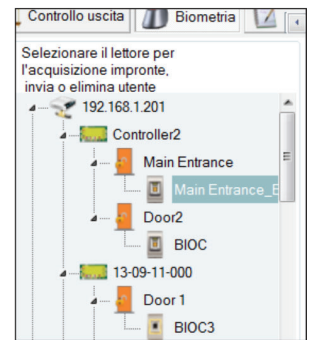 Controllo uscita Biometria
Selezionare il lettore per
l'acquisizione impronte,
invia o elimina utente
192.168.1.201
Controller2
Main Entrance
Main Entrance_E
Door2
BIOC
13-09-11-000
Door 1
BIOC3